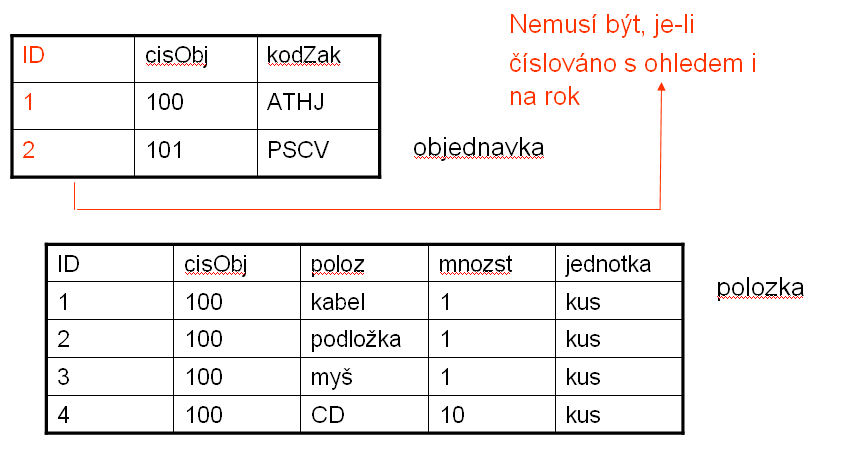 Nemusí být, je-li
číslováno s ohledem i
na rok
ID cisObj kodZak
1 100 ATHJ
2 101 PSCV
objednavka
ID cisObj poloz mnozst jednotka
1 100 kabel 1 kus
2 100 podložka 1 kus
3 100 myš 1 kus
4 100 CD 10 kus
polozka